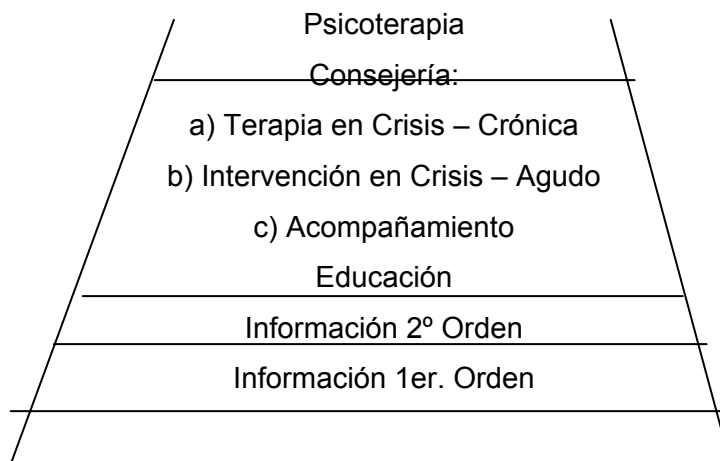 Psicoterapia
Consejería:
a) Terapia en Crisis – Crónica
b) Intervención en Crisis – Agudo
c) Acompañamiento
Educación
Información 2º Orden
Información 1er. Orden